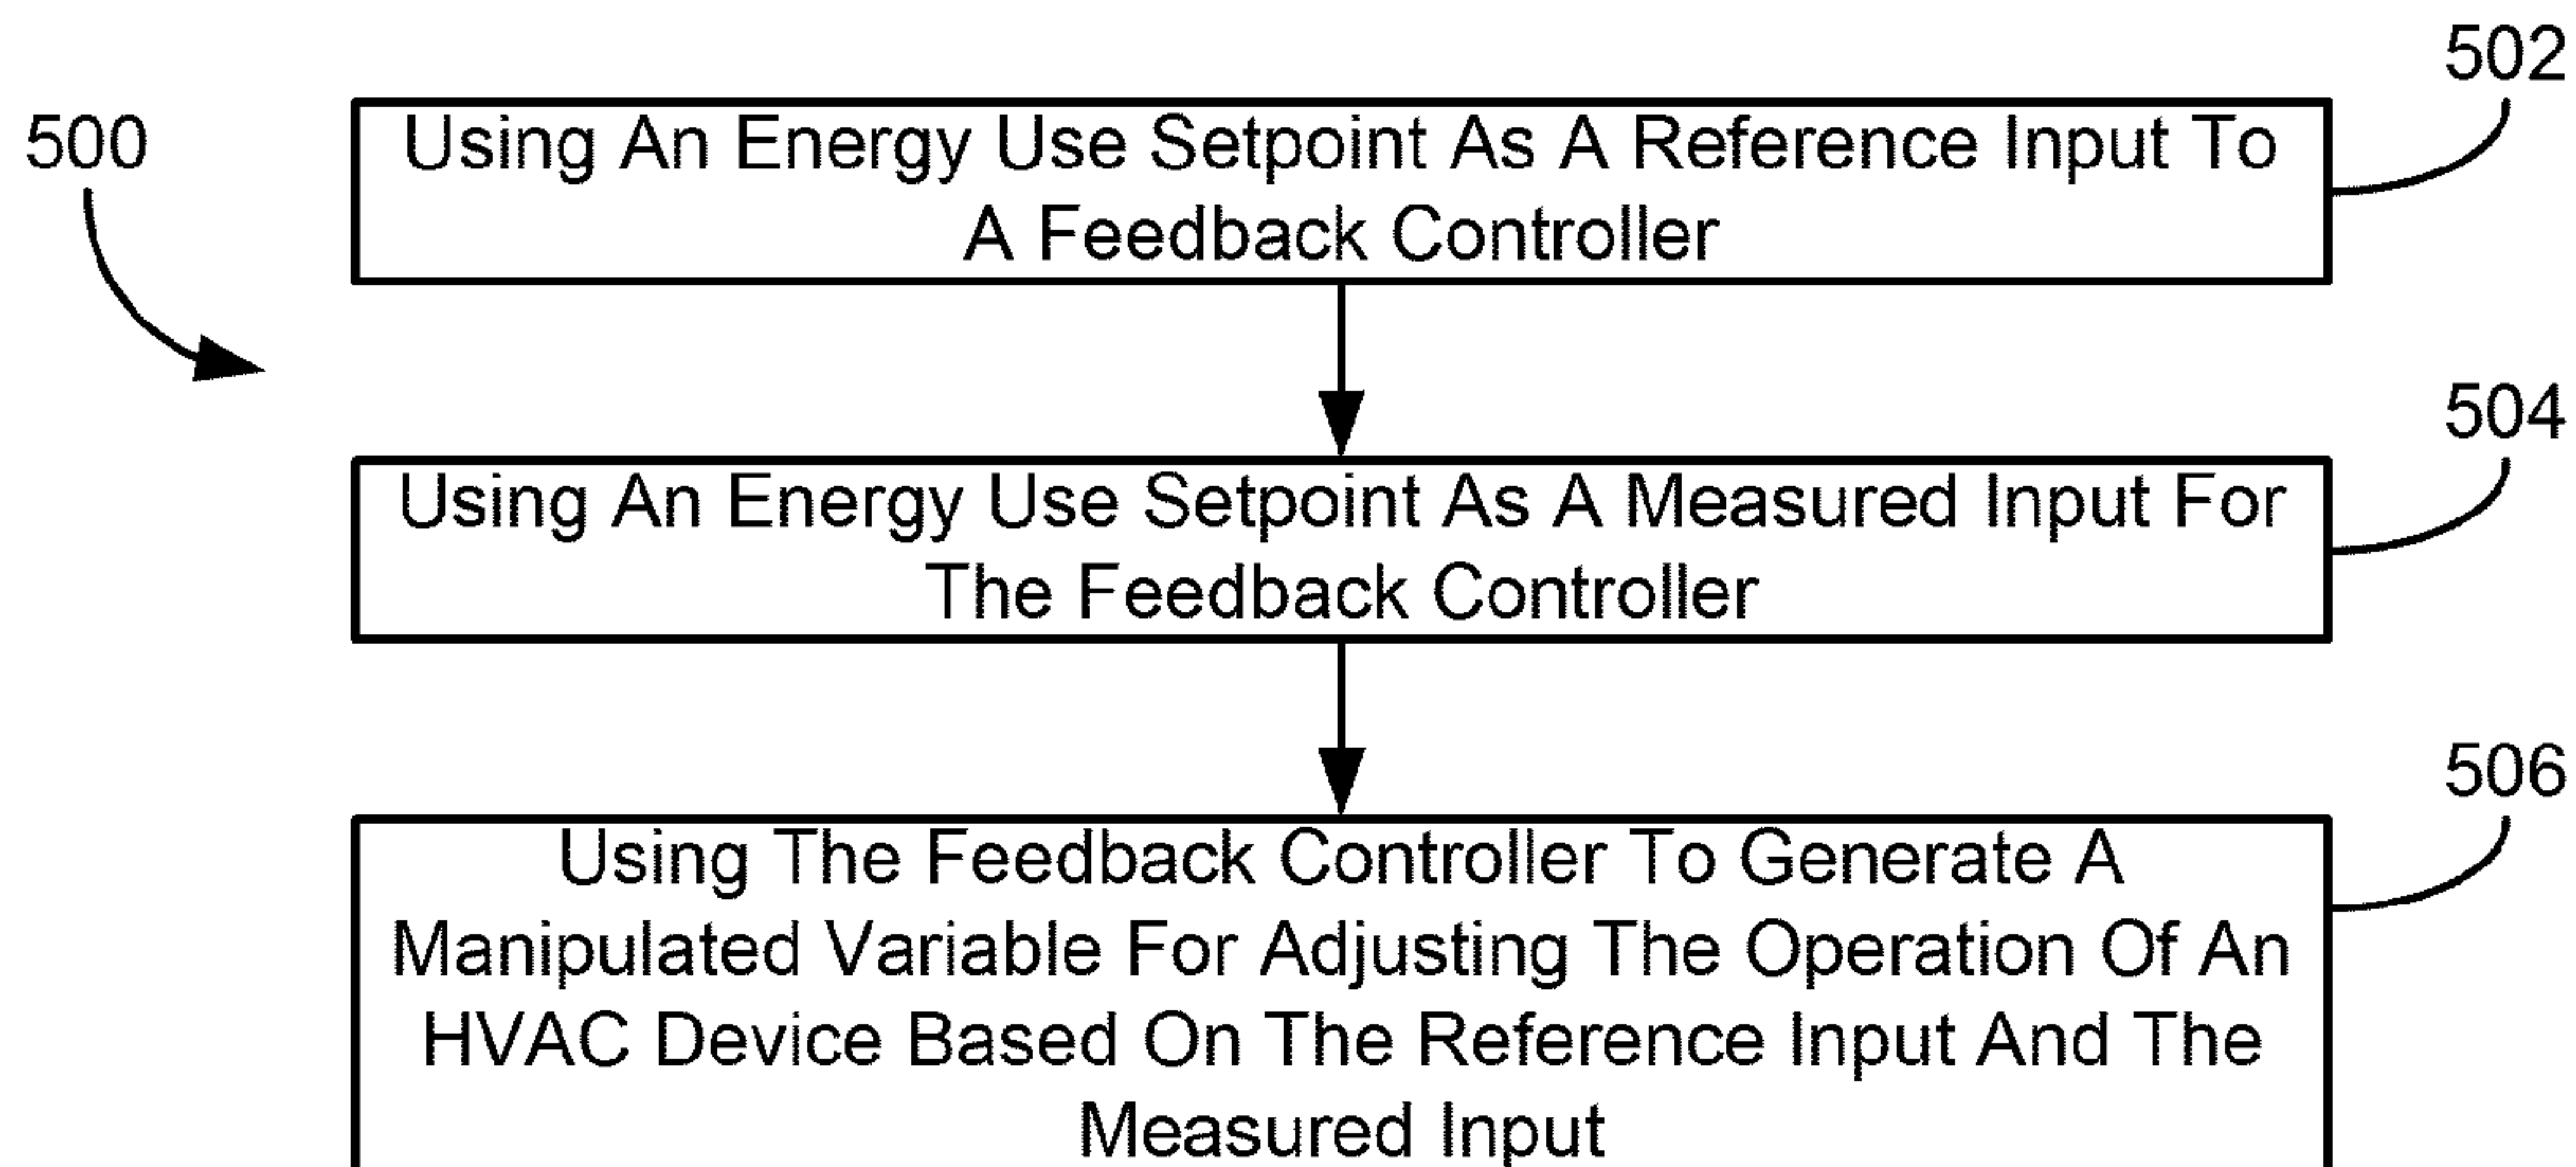 502
500
Using An Energy Use Setpoint As A Reference Input To
A Feedback Controller
504
Using An Energy Use Setpoint As A Measured Input For
The Feedback Controller
506
Using The Feedback Controller To Generate A
Manipulated Variable For Adjusting The Operation Of An
HVAC Device Based On The Reference Input And The
Measured Input